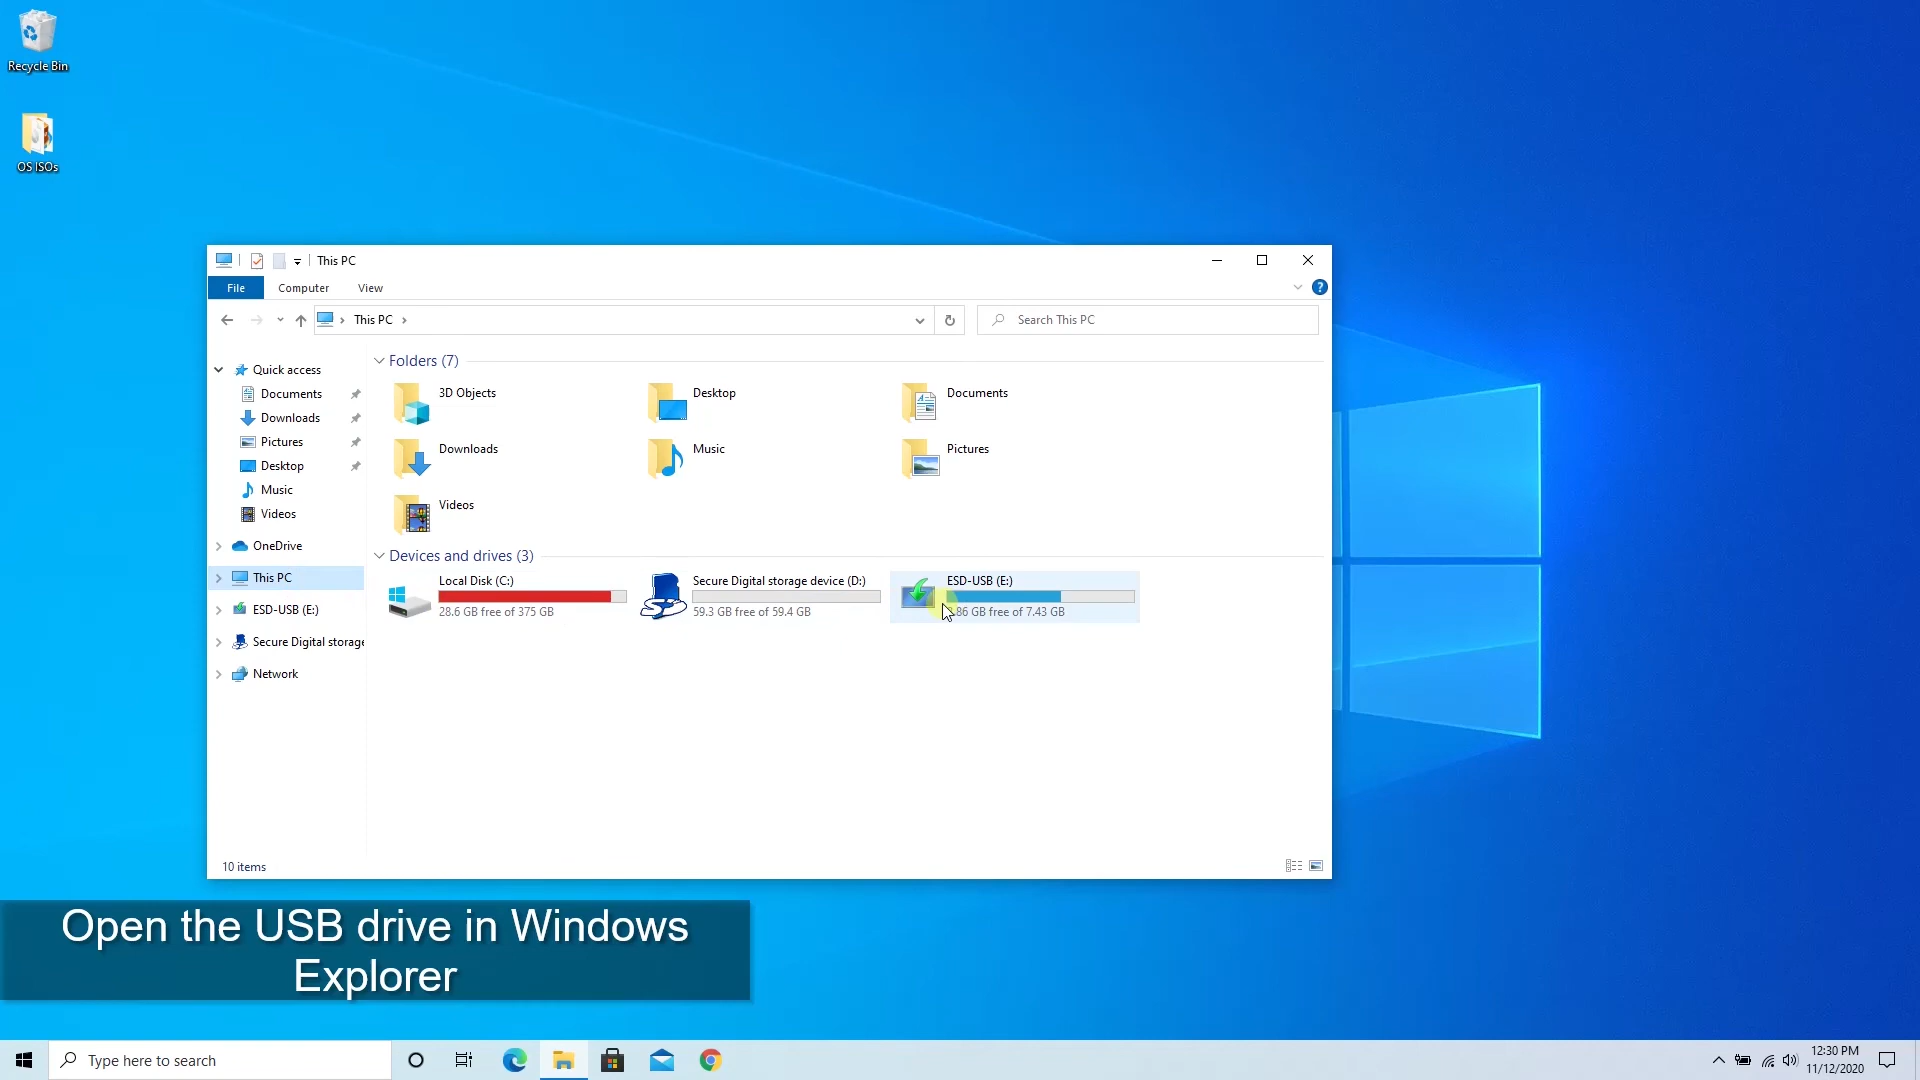 Recycle Bin
OS ISOs
This PC
File
Computer
View
This PC
Search This PC
Quick access
Documents
Downloads
Pictures
Desktop
Music
Videos
OneDrive
This PC
ESD-USB (E:)
Secure Digital storage
Network
Folders (7)
3D Objects
Desktop
Documents
Downloads
Music
Pictures
Videos
Devices and drives (3)
Local Disk (C:)
28.6 GB free of 375 GB
Secure Digital storage device (D:)
59.3 GB free of 59.4 GB
ESD-USB (E:)
GB free of 7.43 GB
10 items
Open the USB drive in Windows
Explorer
Type here to search
12:30 PM
11/12/2020